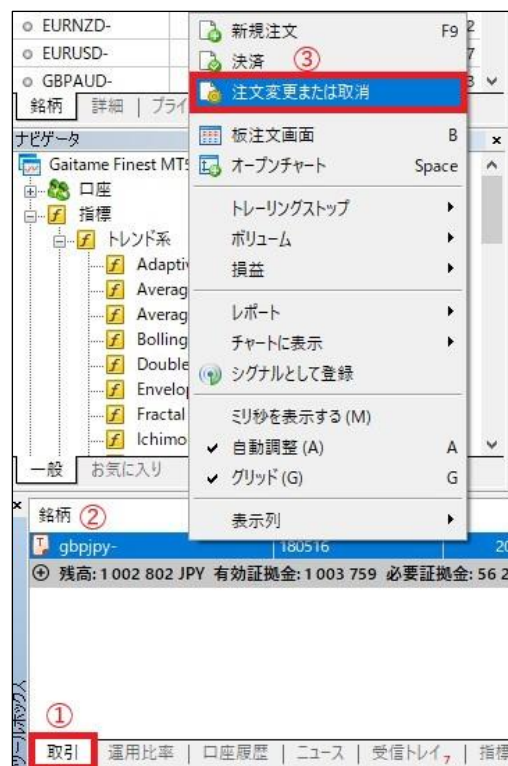 EURNZD-
EURUSD-
GBPAUD-
銘柄 | 詳細 | プライ
新規注文 F9
決済 ③
注文変更または取消
板注文画面 B
オープンチャート Space
トレーリングストップ
ボリューム
損益
レポート
チャートに表示
シグナルとして登録
ミリ秒を表示する (M)
自動調整 (A) A
グリッド (G) G
表示列
ナビゲータ
Gaitame Finest MT5
口座
指標
トレンド系
Adaptiv
Averag
Averag
Bolling
Double
Envelop
Fractal
Ichimo
一般 | お気に入り
銘柄 ②
gbpjpy- 180516 20
残高: 1 002 802 JPY 有効証拠金: 1 003 759 必要証拠金: 56 2
①
ツールボックス
取引 | 運用比率 | 口座履歴 | ニュース | 受信トレイ 7 | 指標